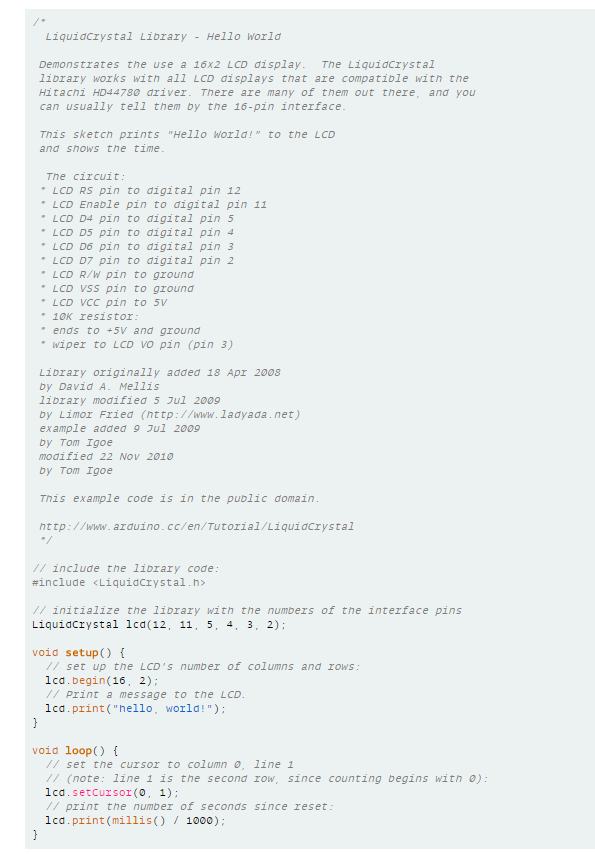 /*
LiquidCrystal Library - Hello World
Demonstrates the use a 16x2 LCD display.  The LiquidCrystal
library works with all LCD displays that are compatible with the
Hitachi HD44780 driver. There are many of them out there, and you
can usually tell them by the 16-pin interface.
This sketch prints "Hello World!" to the LCD
and shows the time.
The circuit:
* LCD RS pin to digital pin 12
* LCD Enable pin to digital pin 11
* LCD D4 pin to digital pin 5
* LCD D5 pin to digital pin 4
* LCD D6 pin to digital pin 3
* LCD D7 pin to digital pin 2
* LCD R/W pin to ground
* LCD VSS pin to ground
* LCD VCC pin to 5V
* 10K resistor:
* ends to +5V and ground
* wiper to LCD VO pin (pin 3)
Library originally added 18 Apr 2008
by David A. Mellis
library modified 5 Jul 2009
by Limor Fried (http://www.ladyada.net)
example added 9 Jul 2009
by Tom Igoe
modified 22 Nov 2010
by Tom Igoe
This example code is in the public domain.
http://www.arduino.cc/en/Tutorial/LiquidCrystal
*/
// include the library code:
#include <LiquidCrystal.h>
// initialize the library with the numbers of the interface pins
LiquidCrystal lcd(12, 11, 5, 4, 3, 2);
void setup() {
// set up the LCD's number of columns and rows:
lcd.begin(16, 2);
// Print a message to the LCD.
lcd.print("hello, world!");
}
void loop() {
// set the cursor to column 0, line 1
// (note: line 1 is the second row, since counting begins with 0):
lcd.setCursor(0, 1);
// print the number of seconds since reset:
lcd.print(millis() / 1000);
}